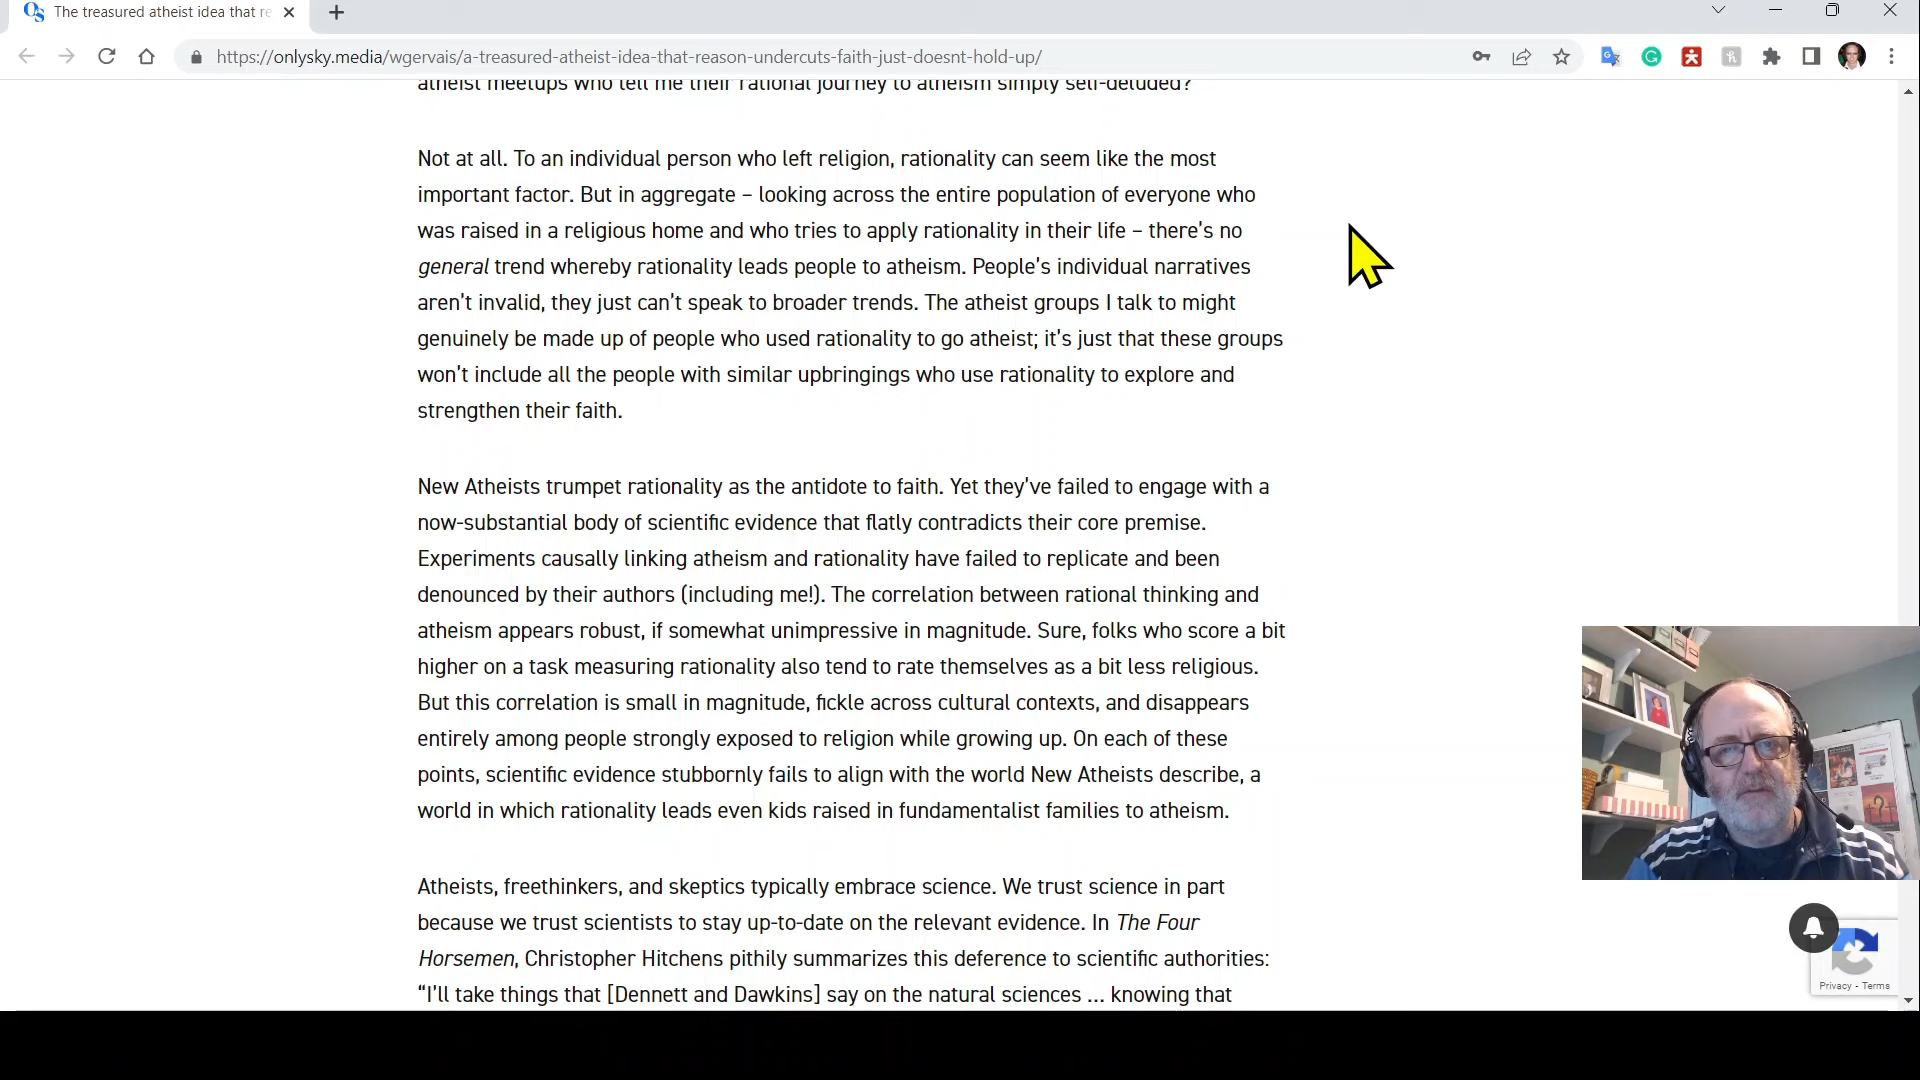 The treasured atheist idea that re
https://onlysky.media/wgervais/a-treasured-atheist-idea-that-reason-undercuts-faith-just-doesnt-hold-up/
atheist meetups who tell me their rational journey to atheism simply self-deluded?
Not at all. To an individual person who left religion, rationality can seem like the most
important factor. But in aggregate – looking across the entire population of everyone who
was raised in a religious home and who tries to apply rationality in their life – there's no
general trend whereby rationality leads people to atheism. People's individual narratives
aren't invalid, they just can't speak to broader trends. The atheist groups I talk to might
genuinely be made up of people who used rationality to go atheist; it's just that these groups
won't include all the people with similar upbringings who use rationality to explore and
strengthen their faith.
New Atheists trumpet rationality as the antidote to faith. Yet they've failed to engage with a
now-substantial body of scientific evidence that flatly contradicts their core premise.
Experiments causally linking atheism and rationality have failed to replicate and been
denounced by their authors (including me!). The correlation between rational thinking and
atheism appears robust, if somewhat unimpressive in magnitude. Sure, folks who score a bit
higher on a task measuring rationality also tend to rate themselves as a bit less religious.
But this correlation is small in magnitude, fickle across cultural contexts, and disappears
entirely among people strongly exposed to religion while growing up. On each of these
points, scientific evidence stubbornly fails to align with the world New Atheists describe, a
world in which rationality leads even kids raised in fundamentalist families to atheism.
Atheists, freethinkers, and skeptics typically embrace science. We trust science in part
because we trust scientists to stay up-to-date on the relevant evidence. In The Four
Horsemen, Christopher Hitchens pithily summarizes this deference to scientific authorities:
“I'll take things that [Dennett and Dawkins] say on the natural sciences ... knowing that
Privacy - Terms